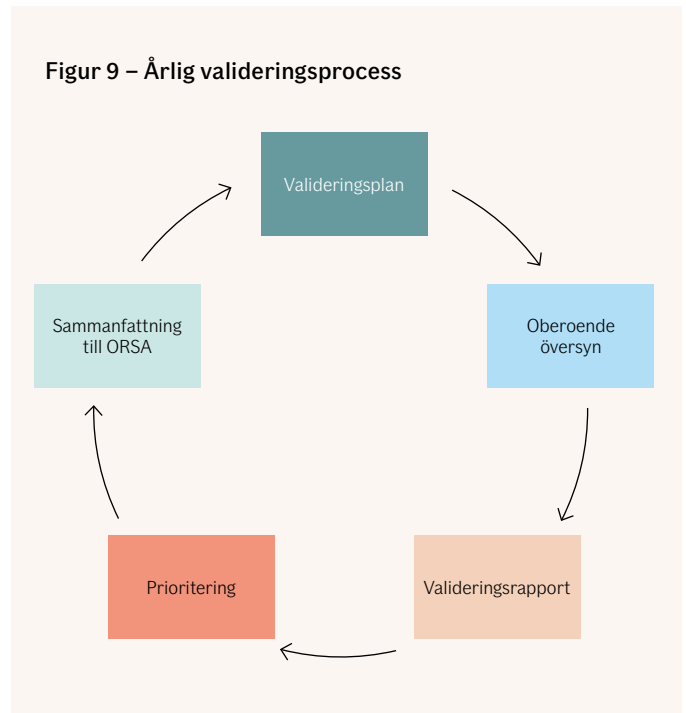 Figur 9 – Årlig valideringsprocess
Valideringsplan
Oberoende
översyn
Valideringsrapport
Prioritering
Sammanfattning
till ORSA